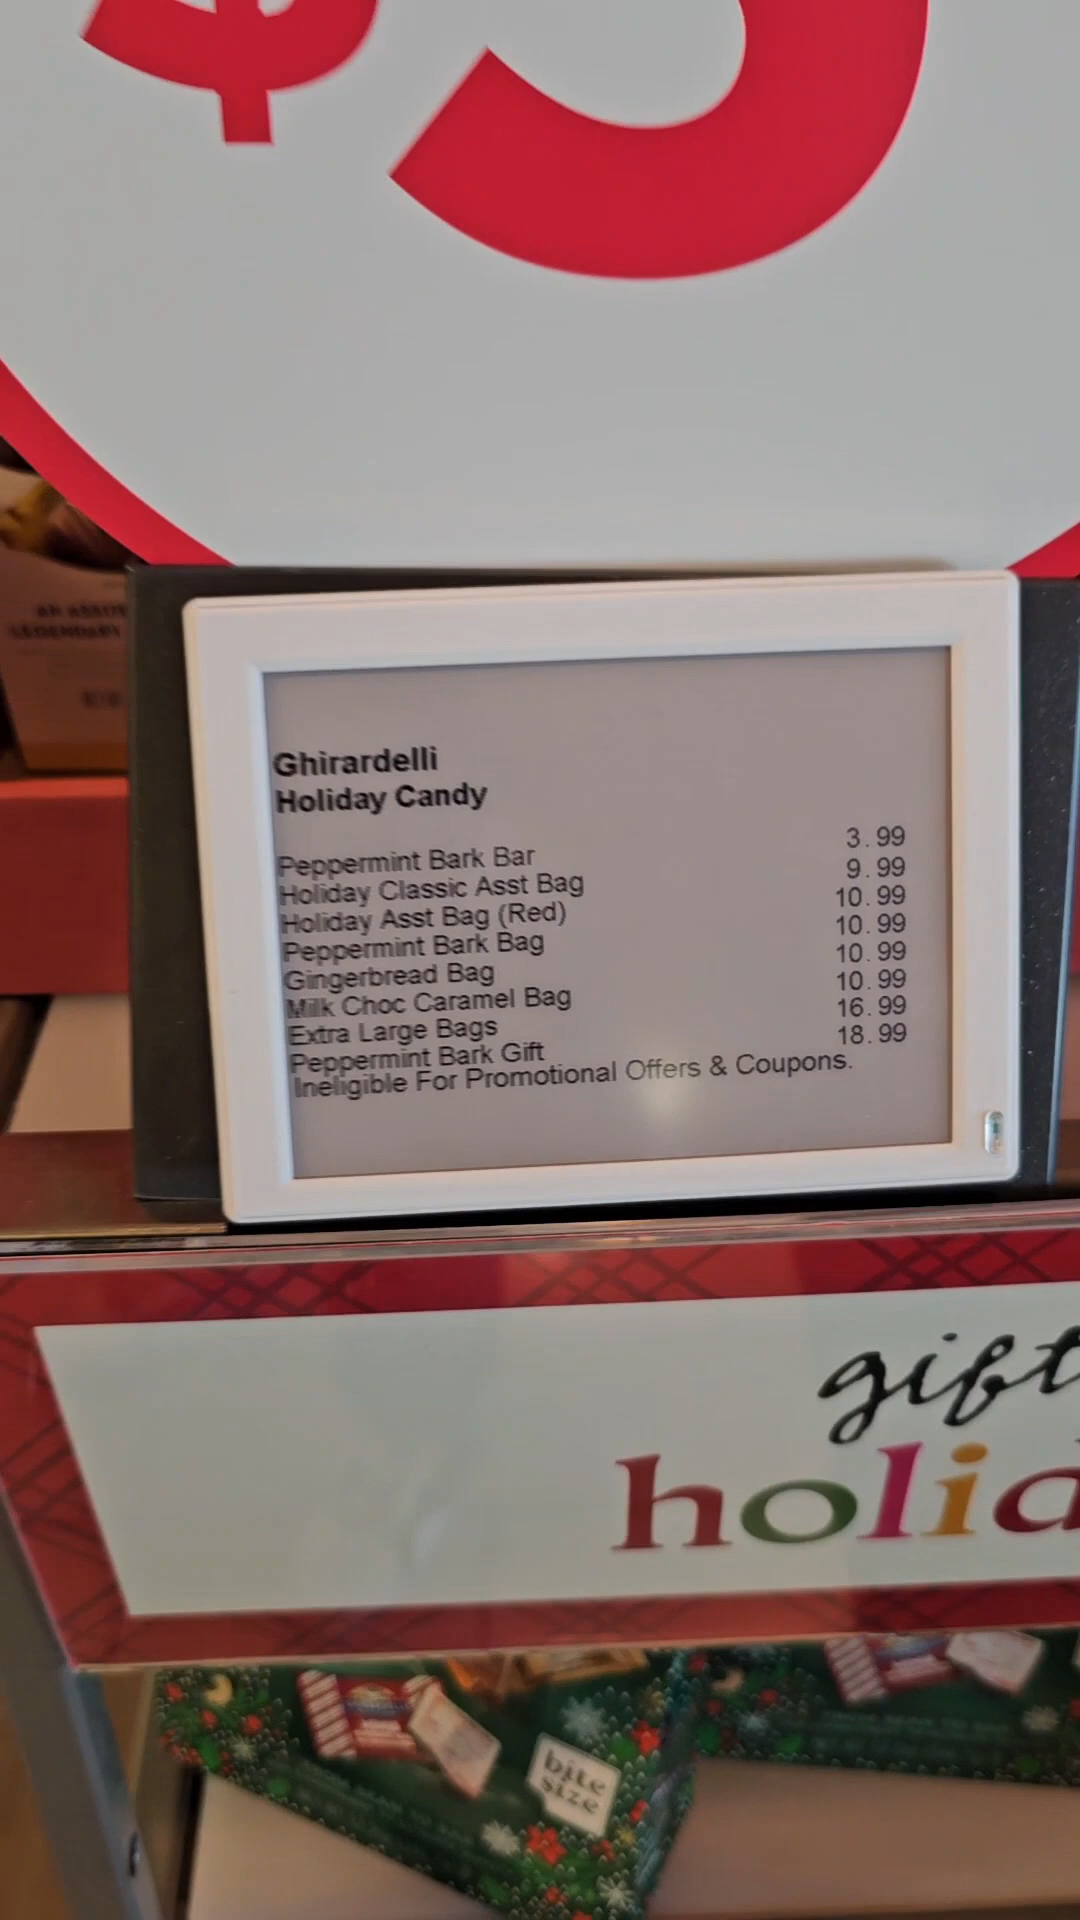 $5
Ghirardelli
Holiday Candy
Peppermint Bark Bar 3.99
Holiday Classic Asst Bag 9.99
Holiday Asst Bag (Red) 10.99
Peppermint Bark Bag 10.99
Gingerbread Bag 10.99
Milk Choc Caramel Bag 10.99
Extra Large Bags 16.99
Peppermint Bark Gift 18.99
Ineligible For Promotional Offers & Coupons.
gift
holid
bite
size